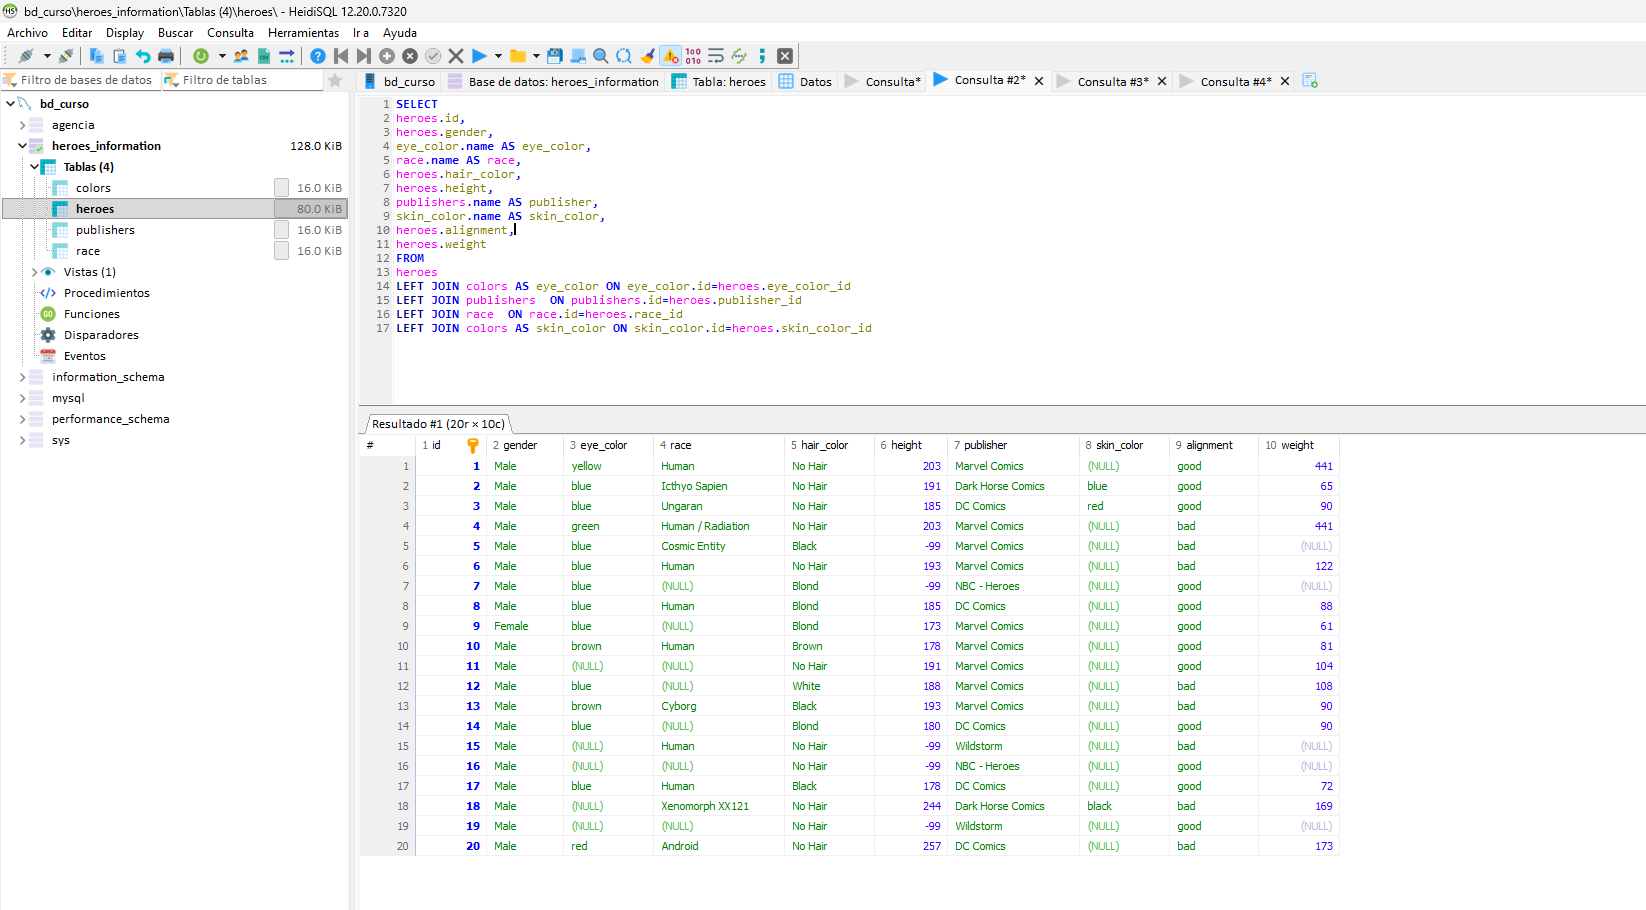 bd_curso\heroes_information\Tablas (4)\heroes\ - HeidiSQL 12.20.0.7320
Archivo Editar Display Buscar Consulta Herramientas Ir a Ayuda
Filtro de bases de datos Filtro de tablas
bd_curso Base de datos: heroes_information Tabla: heroes Datos Consulta* Consulta #2* Consulta #3* Consulta #4*
bd_curso
agencia
heroes_information 128.0 KiB
Tablas (4)
colors 16.0 KiB
heroes 80.0 KiB
publishers 16.0 KiB
race 16.0 KiB
Vistas (1)
Procedimientos
Funciones
Disparadores
Eventos
information_schema
mysql
performance_schema
sys
1 SELECT
2 heroes.id,
3 heroes.gender,
4 eye_color.name AS eye_color,
5 race.name AS race,
6 heroes.hair_color,
7 heroes.height,
8 publishers.name AS publisher,
9 skin_color.name AS skin_color,
10 heroes.alignment,
11 heroes.weight
12 FROM
13 heroes
14 LEFT JOIN colors AS eye_color ON eye_color.id=heroes.eye_color_id
15 LEFT JOIN publishers  ON publishers.id=heroes.publisher_id
16 LEFT JOIN race  ON race.id=heroes.race_id
17 LEFT JOIN colors AS skin_color ON skin_color.id=heroes.skin_color_id
Resultado #1 (20r × 10c)
# 1 id 2 gender 3 eye_color 4 race 5 hair_color 6 height 7 publisher 8 skin_color 9 alignment 10 weight
1 1 Male yellow Human No Hair 203 Marvel Comics (NULL) good 441
2 2 Male blue Icthyo Sapien No Hair 191 Dark Horse Comics blue good 65
3 3 Male blue Ungaran No Hair 185 DC Comics red good 90
4 4 Male green Human / Radiation No Hair 203 Marvel Comics (NULL) bad 441
5 5 Male blue Cosmic Entity Black -99 Marvel Comics (NULL) bad (NULL)
6 6 Male blue Human No Hair 193 Marvel Comics (NULL) bad 122
7 7 Male blue (NULL) Blond -99 NBC - Heroes (NULL) good (NULL)
8 8 Male blue Human Blond 185 DC Comics (NULL) good 88
9 9 Female blue (NULL) Blond 173 Marvel Comics (NULL) good 61
10 10 Male brown Human Brown 178 Marvel Comics (NULL) good 81
11 11 Male (NULL) (NULL) No Hair 191 Marvel Comics (NULL) good 104
12 12 Male blue (NULL) White 188 Marvel Comics (NULL) bad 108
13 13 Male brown Cyborg Black 193 Marvel Comics (NULL) bad 90
14 14 Male blue (NULL) Blond 180 DC Comics (NULL) good 90
15 15 Male (NULL) Human No Hair -99 Wildstorm (NULL) bad (NULL)
16 16 Male (NULL) (NULL) No Hair -99 NBC - Heroes (NULL) good (NULL)
17 17 Male blue Human Black 178 DC Comics (NULL) good 72
18 18 Male (NULL) Xenomorph XX121 No Hair 244 Dark Horse Comics black bad 169
19 19 Male (NULL) (NULL) No Hair -99 Wildstorm (NULL) good (NULL)
20 20 Male red Android No Hair 257 DC Comics (NULL) bad 173